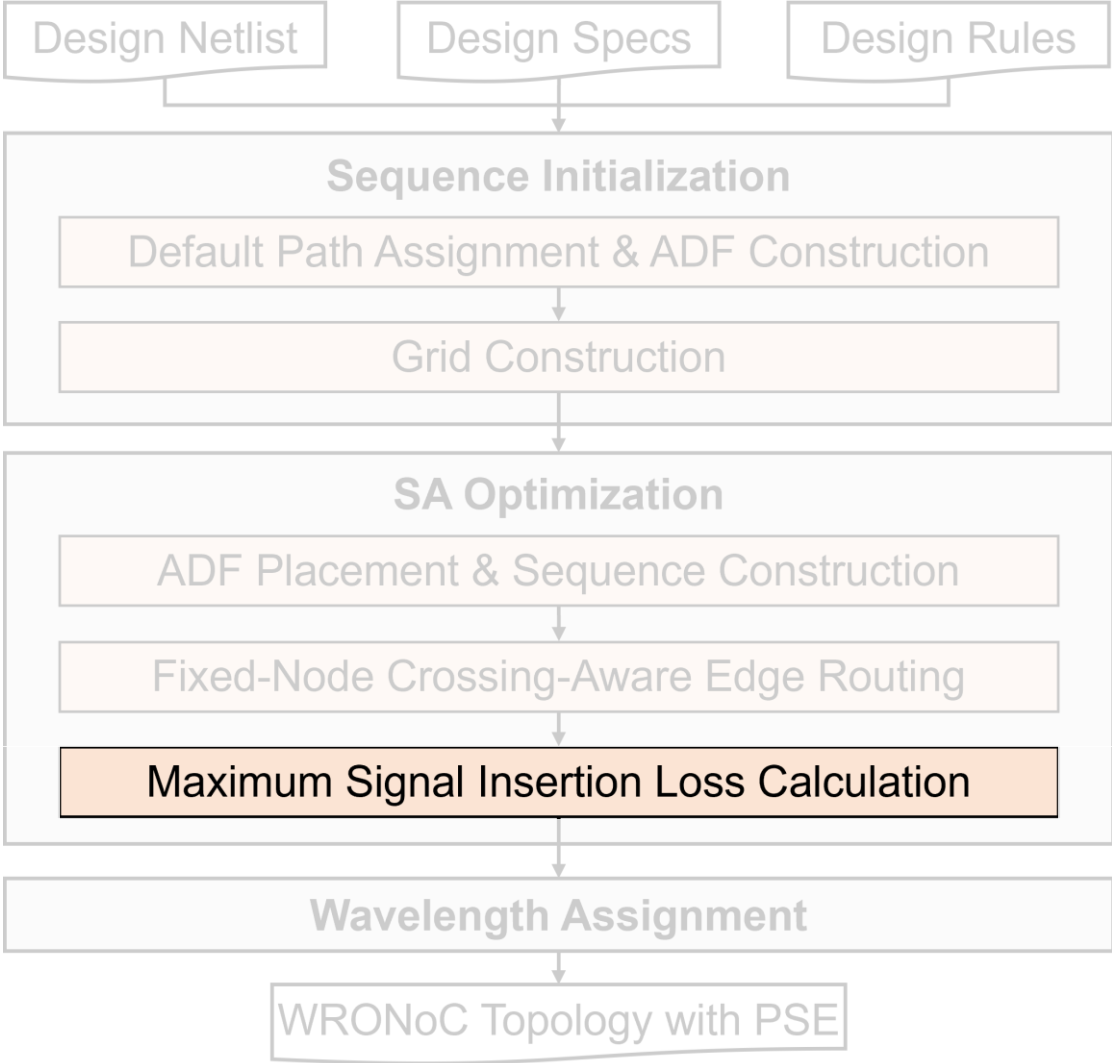 Design Netlist
Design Specs
Design Rules
Sequence Initialization
Default Path Assignment & ADF Construction
Grid Construction
SA Optimization
ADF Placement & Sequence Construction
Fixed-Node Crossing-Aware Edge Routing
Maximum Signal Insertion Loss Calculation
Wavelength Assignment
WRONoC Topology with PSE